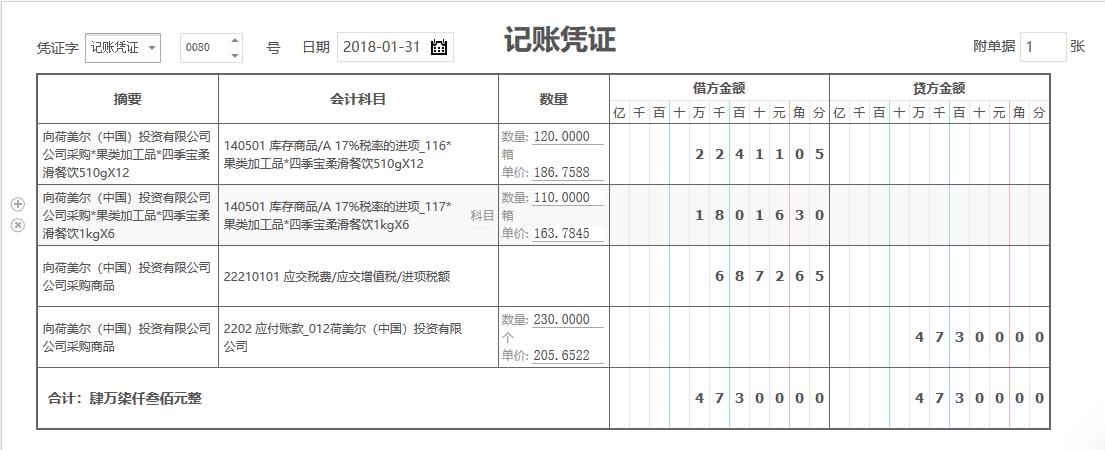 记账凭证
凭证字 记账凭证 0080 号 日期 2018-01-31 附单据 1 张
摘要 会计科目 数量 借方金额 贷方金额
亿 千 百 十 万 千 百 十 元 角 分 亿 千 百 十 万 千 百 十 元 角 分
向荷美尔（中国）投资有限公司
公司采购*果类加工品*四季宝柔
滑餐饮510gX12
140501 库存商品/A 17%税率的进项_116*
果类加工品*四季宝柔滑餐饮510gX12
数量: 120.0000
箱
单价: 186.7588
2 2 4 1 1 0 5
向荷美尔（中国）投资有限公司
公司采购*果类加工品*四季宝柔
滑餐饮1kgX6
140501 库存商品/A 17%税率的进项_117*
果类加工品*四季宝柔滑餐饮1kgX6
科目
数量: 110.0000
箱
单价: 163.7845
1 8 0 1 6 3 0
向荷美尔（中国）投资有限公司
公司采购商品
22210101 应交税费/应交增值税/进项税额
6 8 7 2 6 5
向荷美尔（中国）投资有限公司
公司采购商品
2202 应付账款_012荷美尔（中国）投资有限
公司
数量: 230.0000
个
单价: 205.6522
4 7 3 0 0 0 0
合计：肆万柒仟叁佰元整 4 7 3 0 0 0 0 4 7 3 0 0 0 0